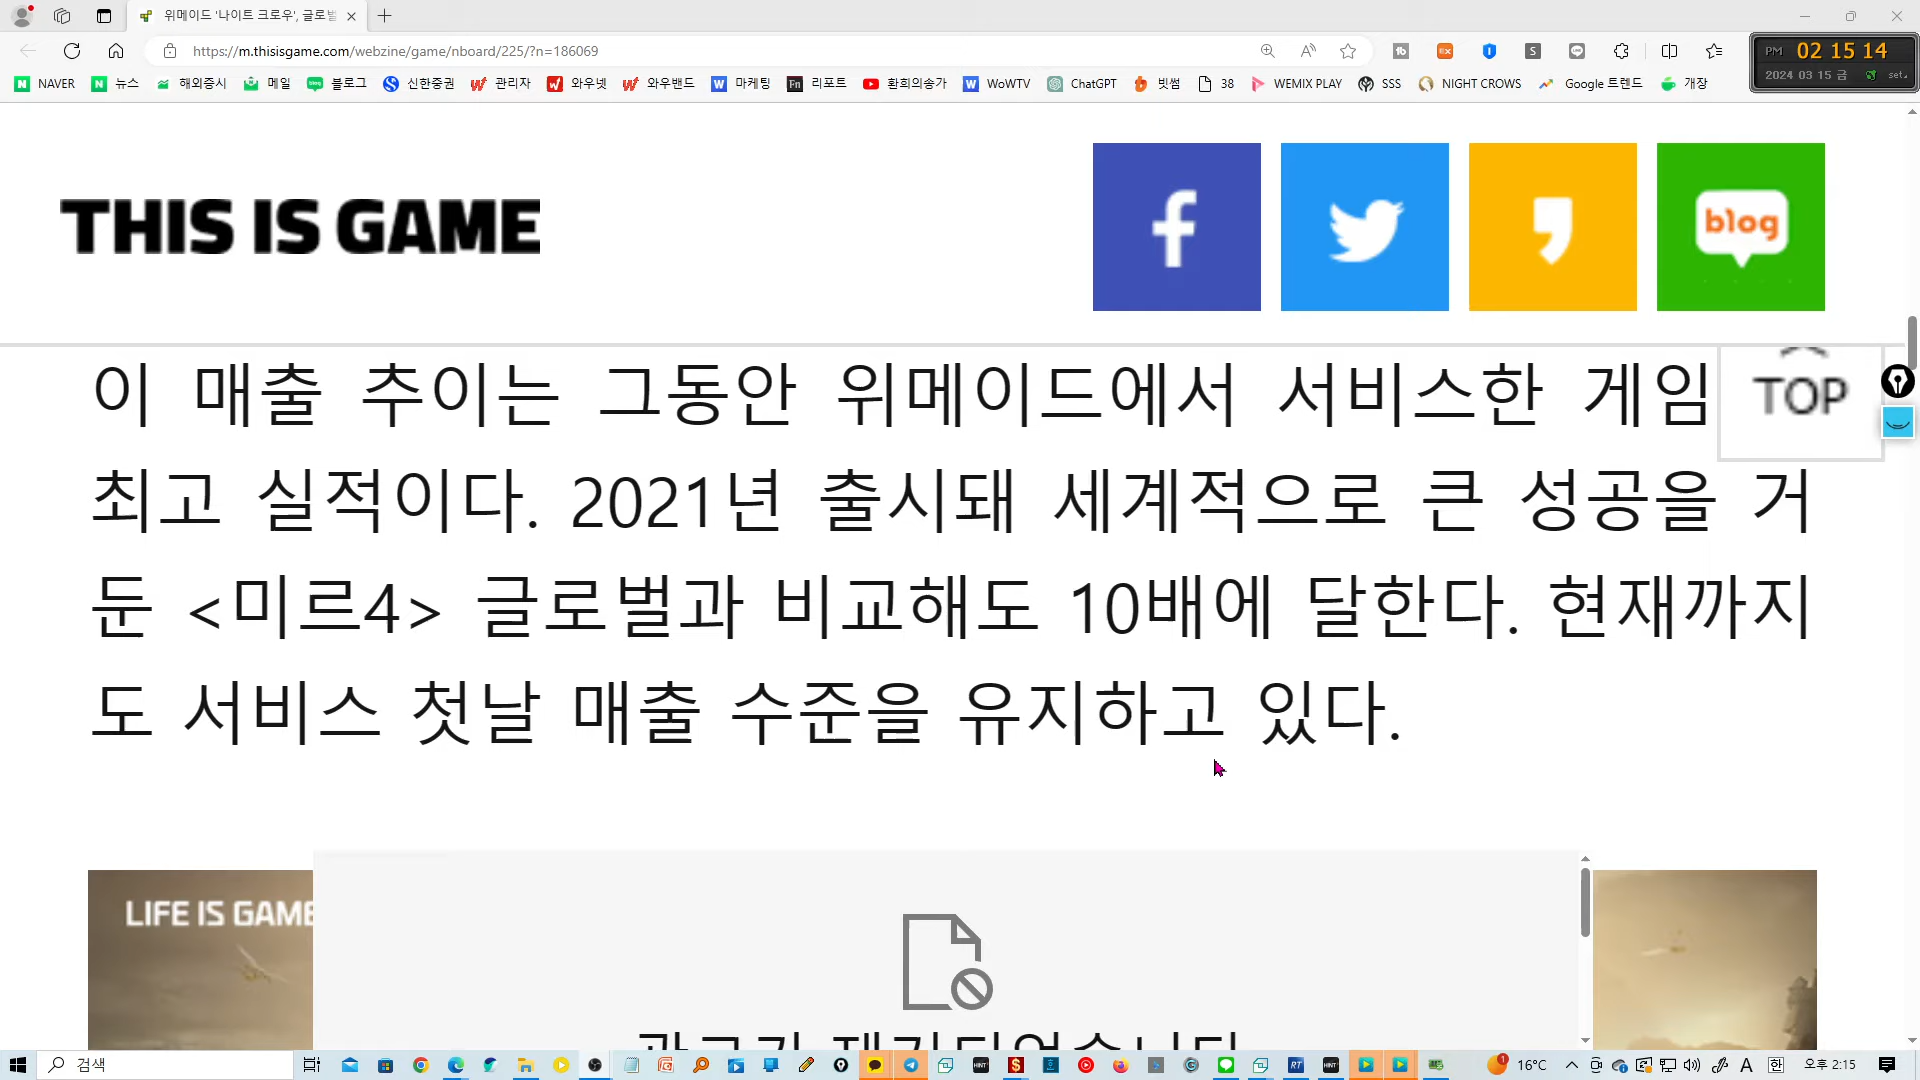 위메이드 '나이트 크로우', 글로벌
https://m.thisisgame.com/webzine/game/nboard/225/?n=186069
PM 02 15 14
2024 03 15 금 set.
NAVER 뉴스 해외증시 메일 블로그 신한증권 관리자 와우넷 와우밴드 마케팅 리포트 환희의송가 WoWTV ChatGPT 빗썸 38 WEMIX PLAY SSS NIGHT CROWS Google 트렌드 개장
THIS IS GAME
blog
이 매출 추이는 그동안 위메이드에서 서비스한 게임
TOP
최고 실적이다. 2021년 출시돼 세계적으로 큰 성공을 거
둔 <미르4> 글로벌과 비교해도 10배에 달한다. 현재까지
도 서비스 첫날 매출 수준을 유지하고 있다.
LIFE IS GAME
검색
16°C
A 한 오후 2:15